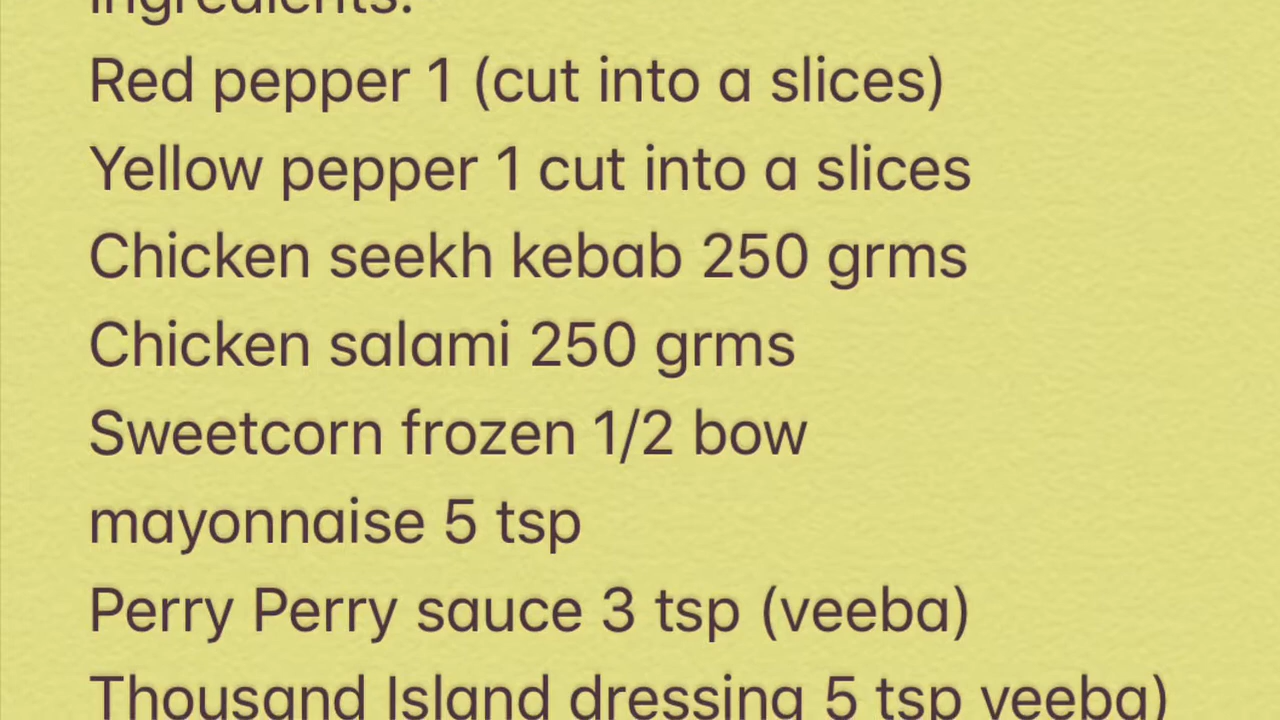 ingredients:
Red pepper 1 (cut into a slices)
Yellow pepper 1 cut into a slices
Chicken seekh kebab 250 grms
Chicken salami 250 grms
Sweetcorn frozen 1/2 bow
mayonnaise 5 tsp
Perry Perry sauce 3 tsp (veeba)
Thousand Island dressing 5 tsp veeba)